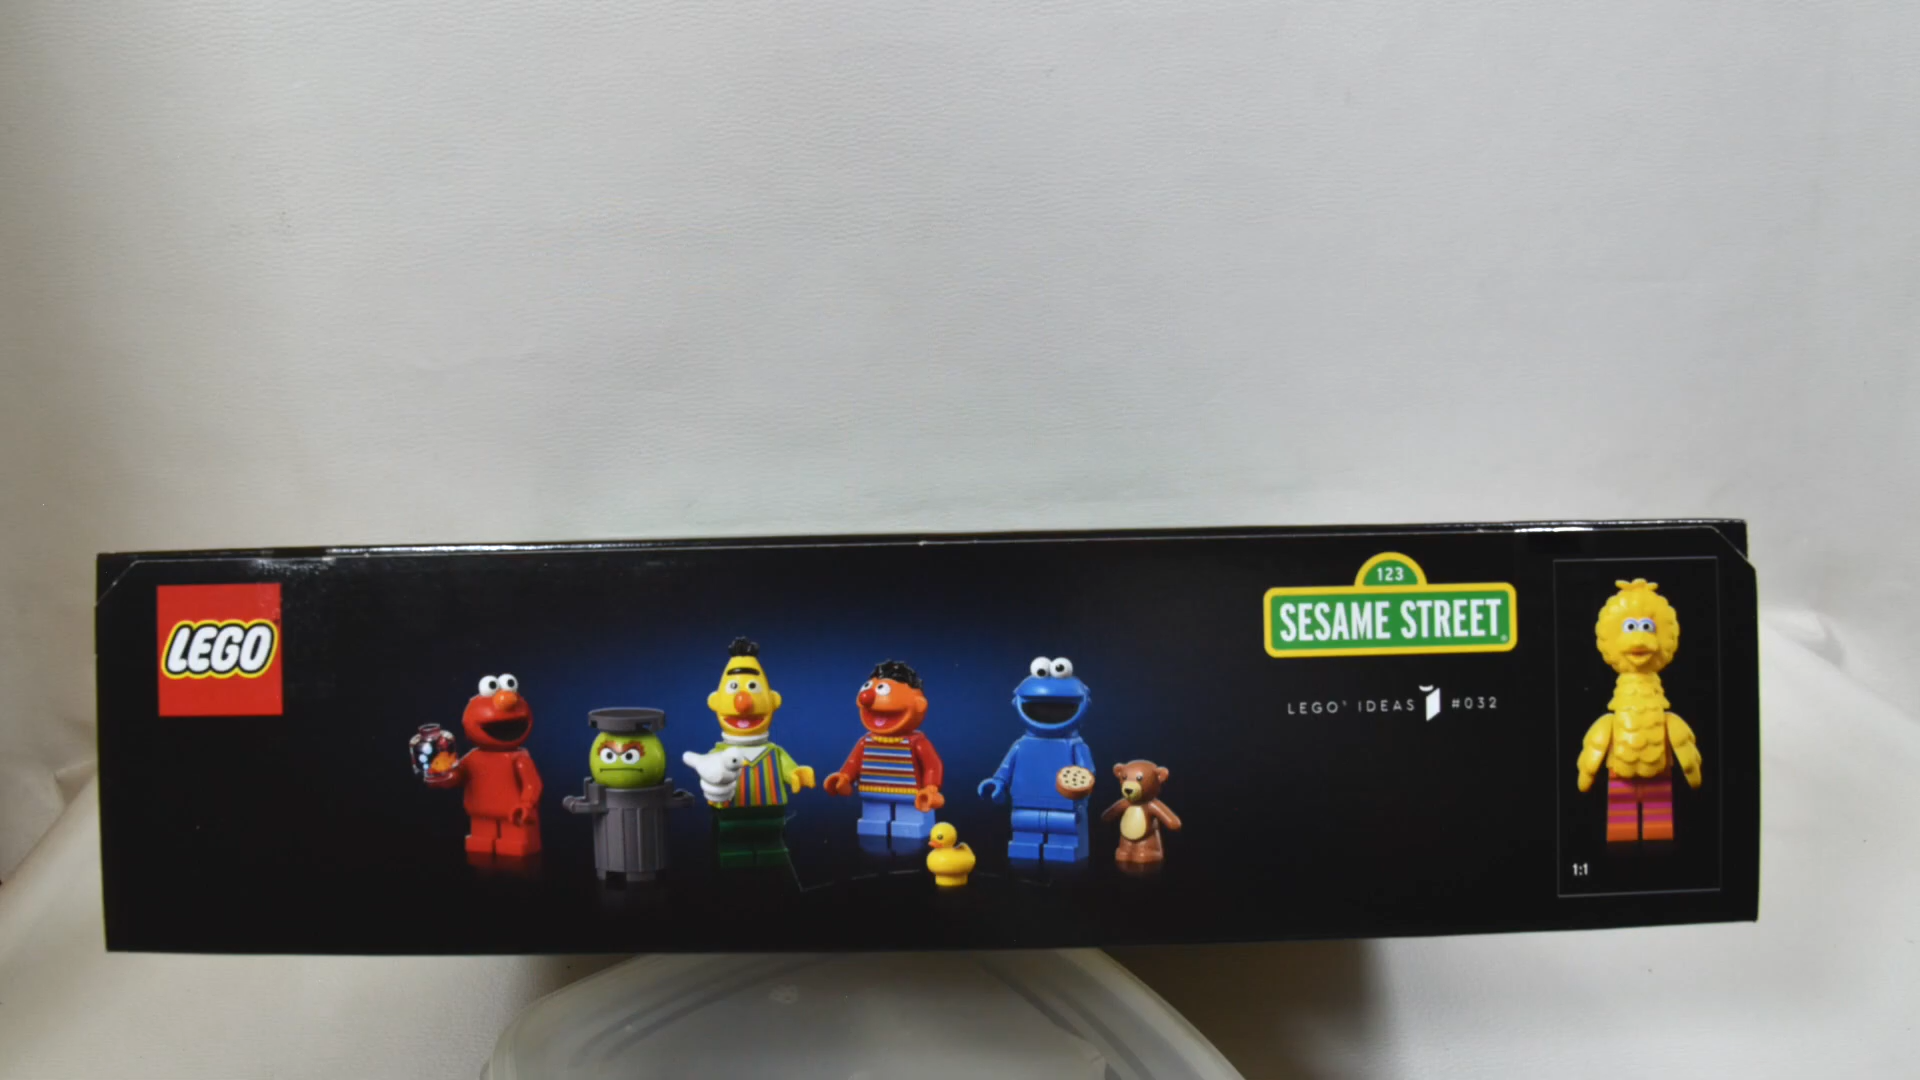 LEGO
123
SESAME STREET
LEGO® IDEAS #032
1:1